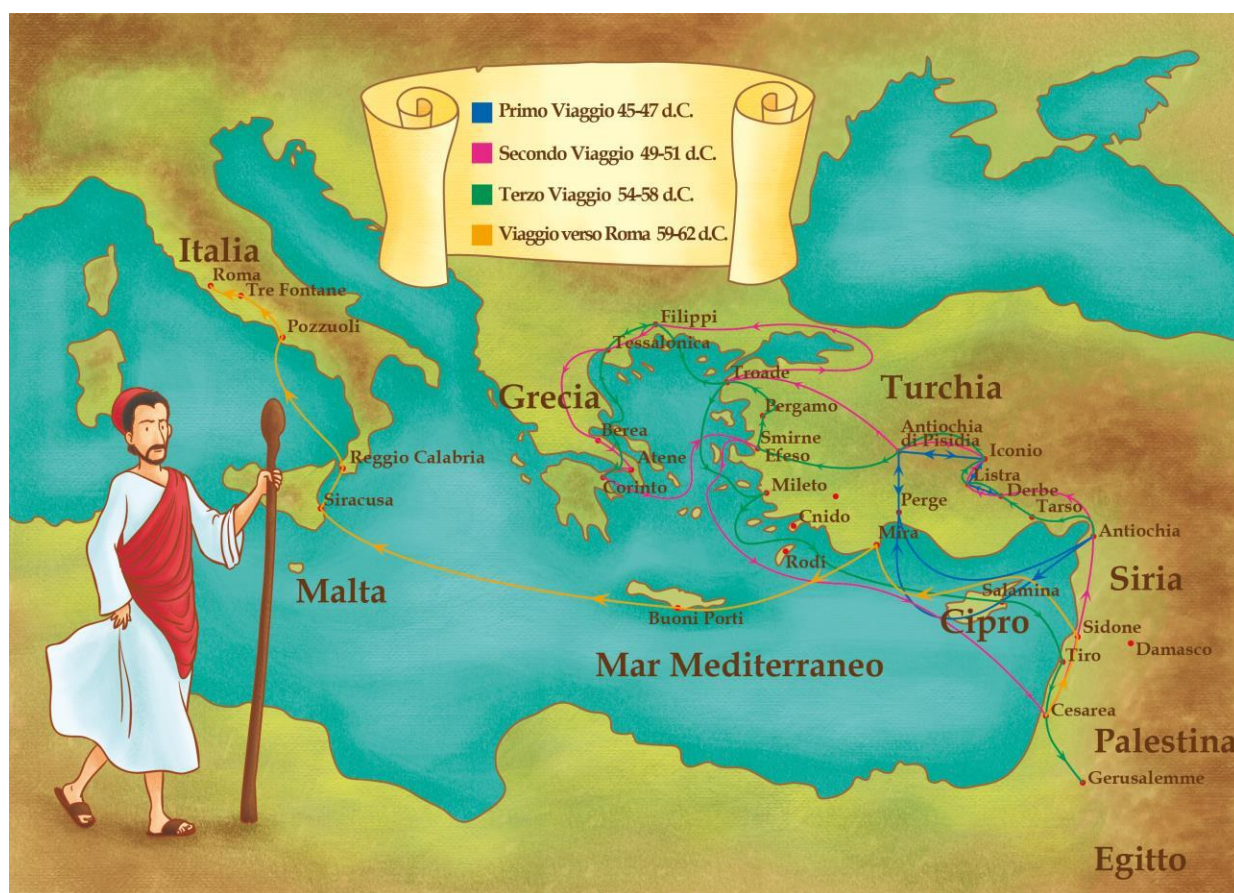 Primo Viaggio 45-47 d.C.
Secondo Viaggio 49-51 d.C.
Terzo Viaggio 54-58 d.C.
Viaggio verso Roma 59-62 d.C.
Italia
Roma
Tre Fontane
Pozzuoli
Filippi
Tessalonica
Troade
Grecia
Turchia
Pergamo
Berea
Smirne
Efeso
Antiochia
di Pisidia
Iconio
Atene
Corinto
Reggio Calabria
Listra
Siracusa
Mileto
Derbe
Perge
Tarso
Cnido
Mira
Antiochia
Rodi
Malta
Siria
Salamina
Buoni Porti
Cipro
Sidone
Mar Mediterraneo
Tiro
Damasco
Cesarea
Palestina
Gerusalemme
Egitto